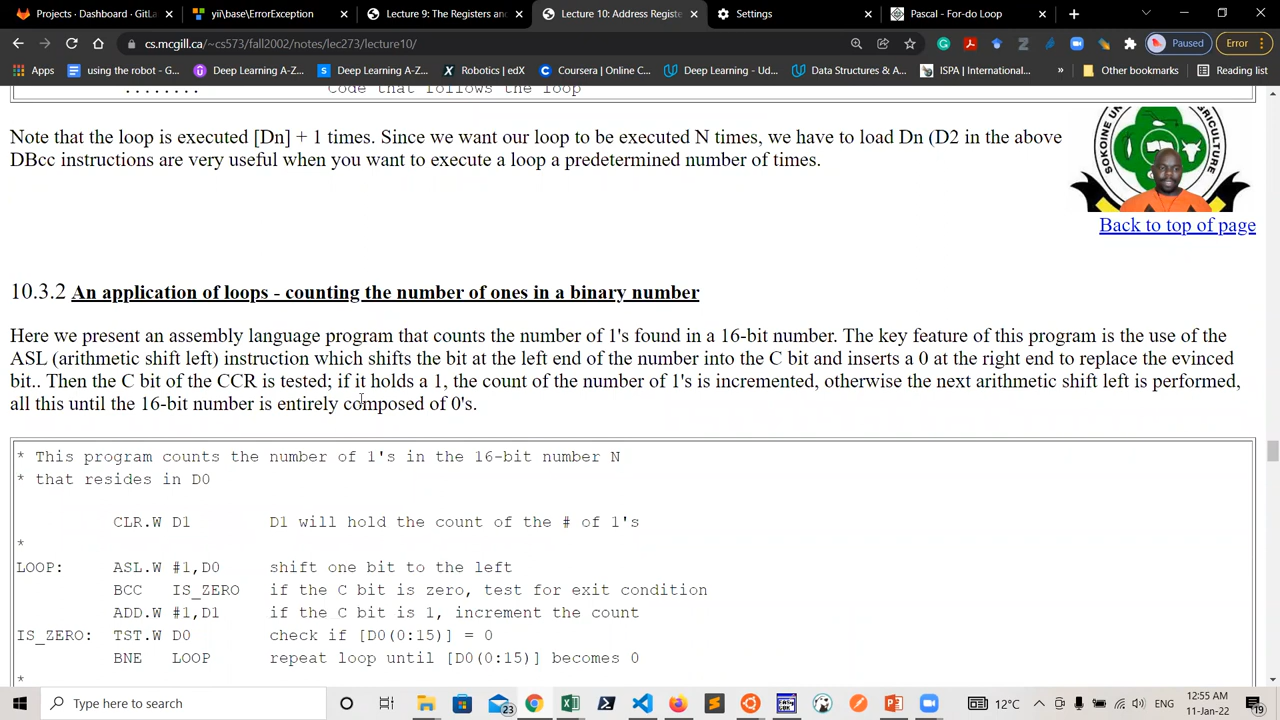 Projects · Dashboard · GitLa
yii\base\ErrorException
Lecture 9: The Registers and
Lecture 10: Address Registe
Settings
Pascal - For-do Loop
cs.mcgill.ca/~cs573/fall2002/notes/lec273/lecture10/
Paused
Error
Apps
using the robot - G...
Deep Learning A-Z...
Deep Learning A-Z...
Robotics | edX
Coursera | Online C...
Deep Learning - Ud...
Data Structures & A...
ISPA | International...
»
Other bookmarks
Reading list
........ Code that follows the loop
Note that the loop is executed [Dn] + 1 times. Since we want our loop to be executed N times, we have to load Dn (D2 in the above
DBcc instructions are very useful when you want to execute a loop a predetermined number of times.
Back to top of page
10.3.2 An application of loops - counting the number of ones in a binary number
Here we present an assembly language program that counts the number of 1's found in a 16-bit number. The key feature of this program is the use of the
ASL (arithmetic shift left) instruction which shifts the bit at the left end of the number into the C bit and inserts a 0 at the right end to replace the evinced
bit.. Then the C bit of the CCR is tested; if it holds a 1, the count of the number of 1's is incremented, otherwise the next arithmetic shift left is performed,
all this until the 16-bit number is entirely composed of 0's.
* This program counts the number of 1's in the 16-bit number N
* that resides in D0
CLR.W D1 D1 will hold the count of the # of 1's
*
LOOP: ASL.W #1,D0 shift one bit to the left
BCC IS_ZERO if the C bit is zero, test for exit condition
ADD.W #1,D1 if the C bit is 1, increment the count
IS_ZERO: TST.W D0 check if [D0(0:15)] = 0
BNE LOOP repeat loop until [D0(0:15)] becomes 0
*
Type here to search
23
12°C
ENG
12:55 AM
11-Jan-22
19